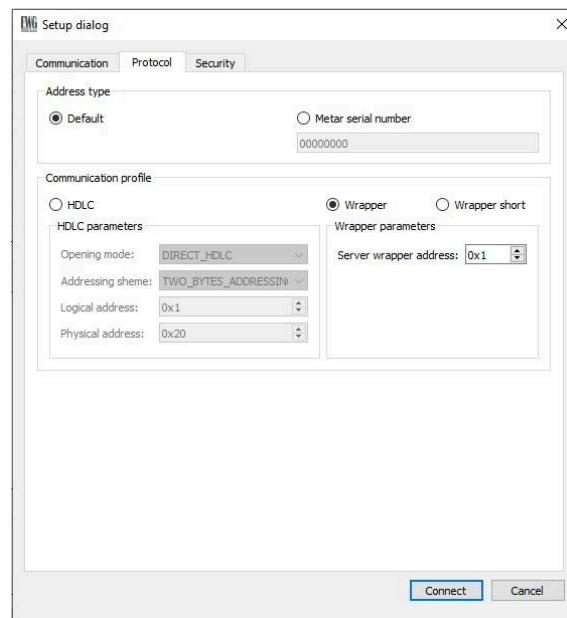 EWG Setup dialog
Communication Protocol Security
Address type
Default Metar serial number
00000000
Communication profile
HDLC Wrapper Wrapper short
HDLC parameters Wrapper parameters
Opening mode: DIRECT_HDLC Server wrapper address: 0x1
Addressing sheme: TWO_BYTES_ADDRESSIN
Logical address: 0x1
Physical address: 0x20
Connect Cancel